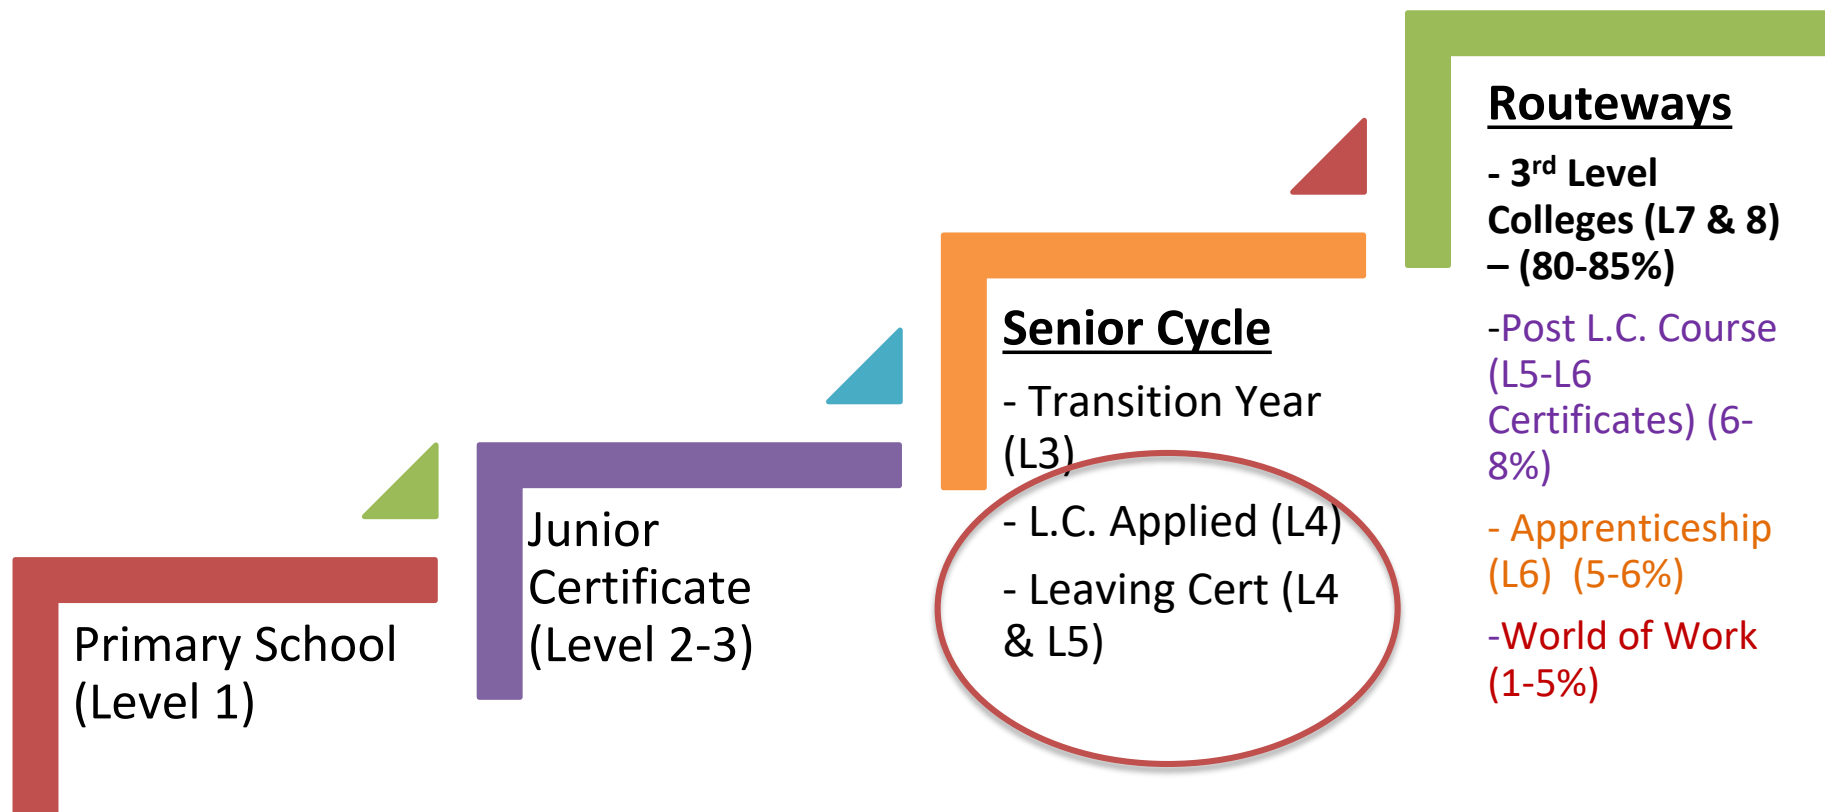 Primary School
(Level 1)
Junior
Certificate
(Level 2-3)
Senior Cycle
- Transition Year
(L3)
- L.C. Applied (L4)
- Leaving Cert (L4
& L5)
Routeways
- 3rd Level
Colleges (L7 & 8)
– (80-85%)
-Post L.C. Course
(L5-L6
Certificates) (6-
8%)
- Apprenticeship
(L6)  (5-6%)
-World of Work
(1-5%)